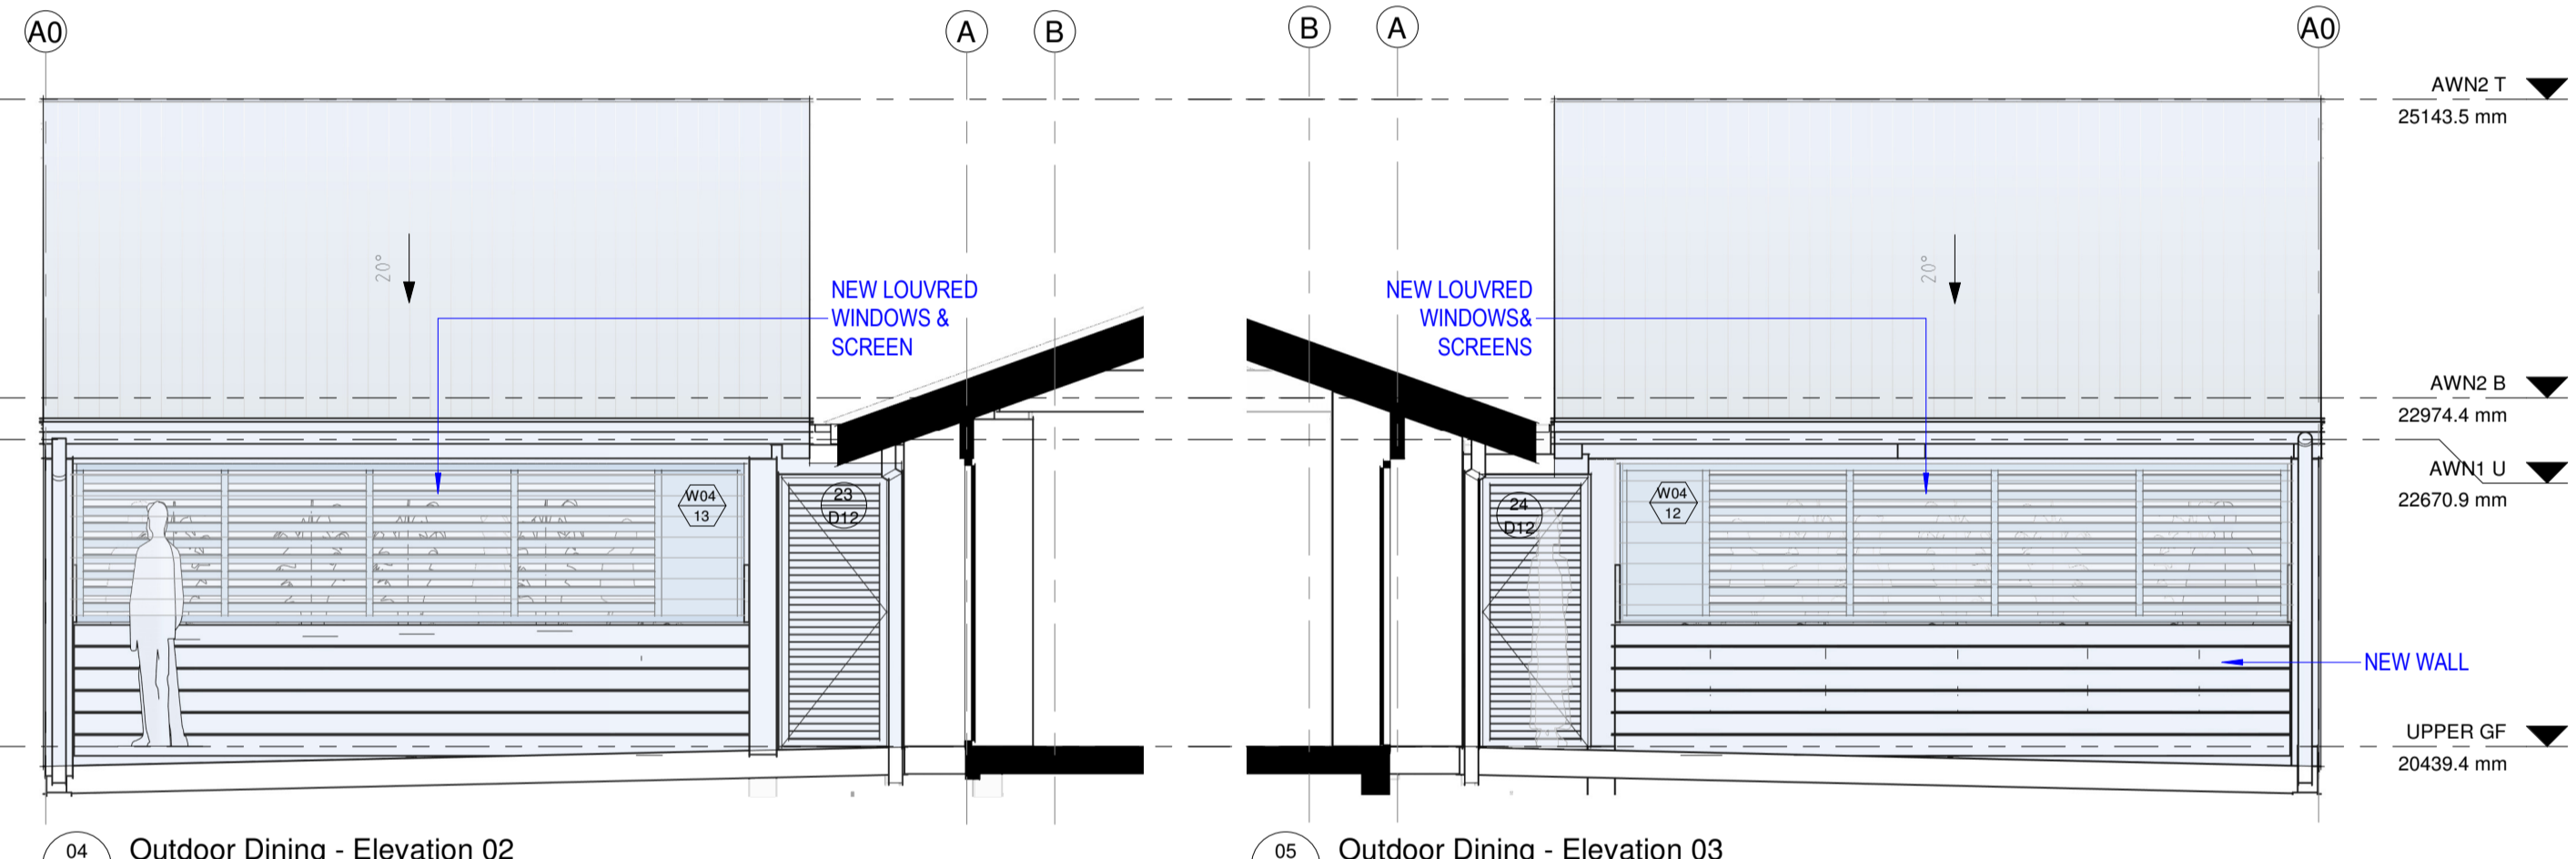 A0
A
B
B
A
A0
AWN2 T
25143.5 mm
20°
20°
NEW LOUVRED
WINDOWS &
SCREEN
NEW LOUVRED
WINDOWS&
SCREENS
AWN2 B
22974.4 mm
AWN1 U
22670.9 mm
W04
13
23
D12
24
D12
W04
12
NEW WALL
UPPER GF
20439.4 mm
04
Outdoor Dining - Elevation 02
05
Outdoor Dining - Elevation 03